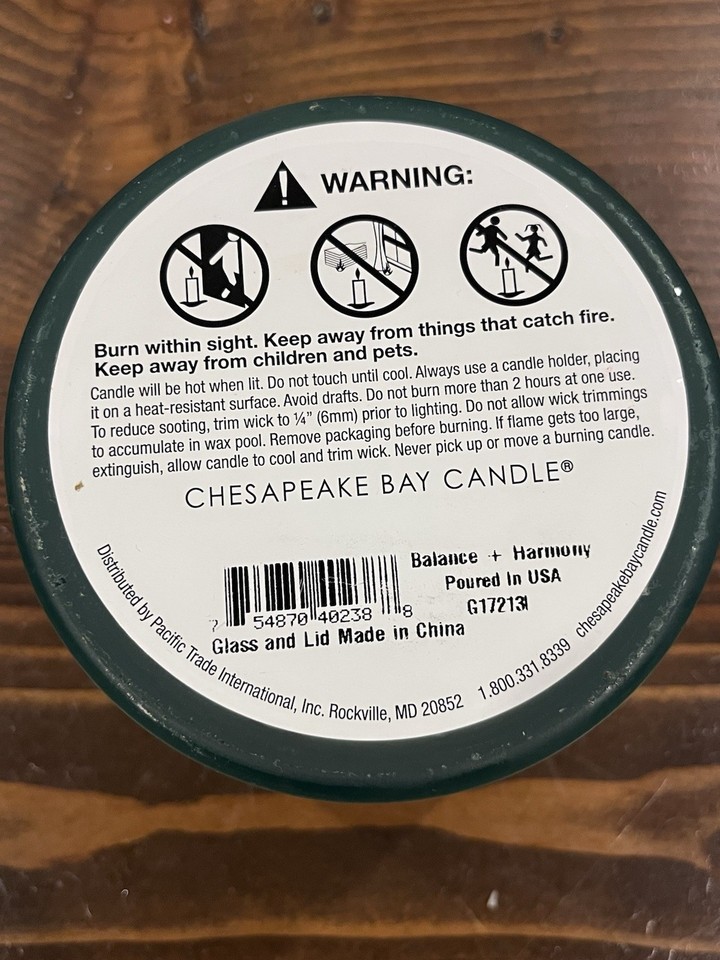 WARNING:
Burn within sight. Keep away from things that catch fire.
Keep away from children and pets.
Candle will be hot when lit. Do not touch until cool. Always use a candle holder, placing
it on a heat-resistant surface. Avoid drafts. Do not burn more than 2 hours at one use.
To reduce sooting, trim wick to ¼” (6mm) prior to lighting. Do not allow wick trimmings
to accumulate in wax pool. Remove packaging before burning. If flame gets too large,
extinguish, allow candle to cool and trim wick. Never pick up or move a burning candle.
CHESAPEAKE BAY CANDLE®
Balance + Harmony
Poured In USA
G17213
7 54870 40238 8
Glass and Lid Made in China
Distributed by Pacific Trade International, Inc. Rockville, MD 20852 1.800.331.8339 chesapeakebaycandle.com